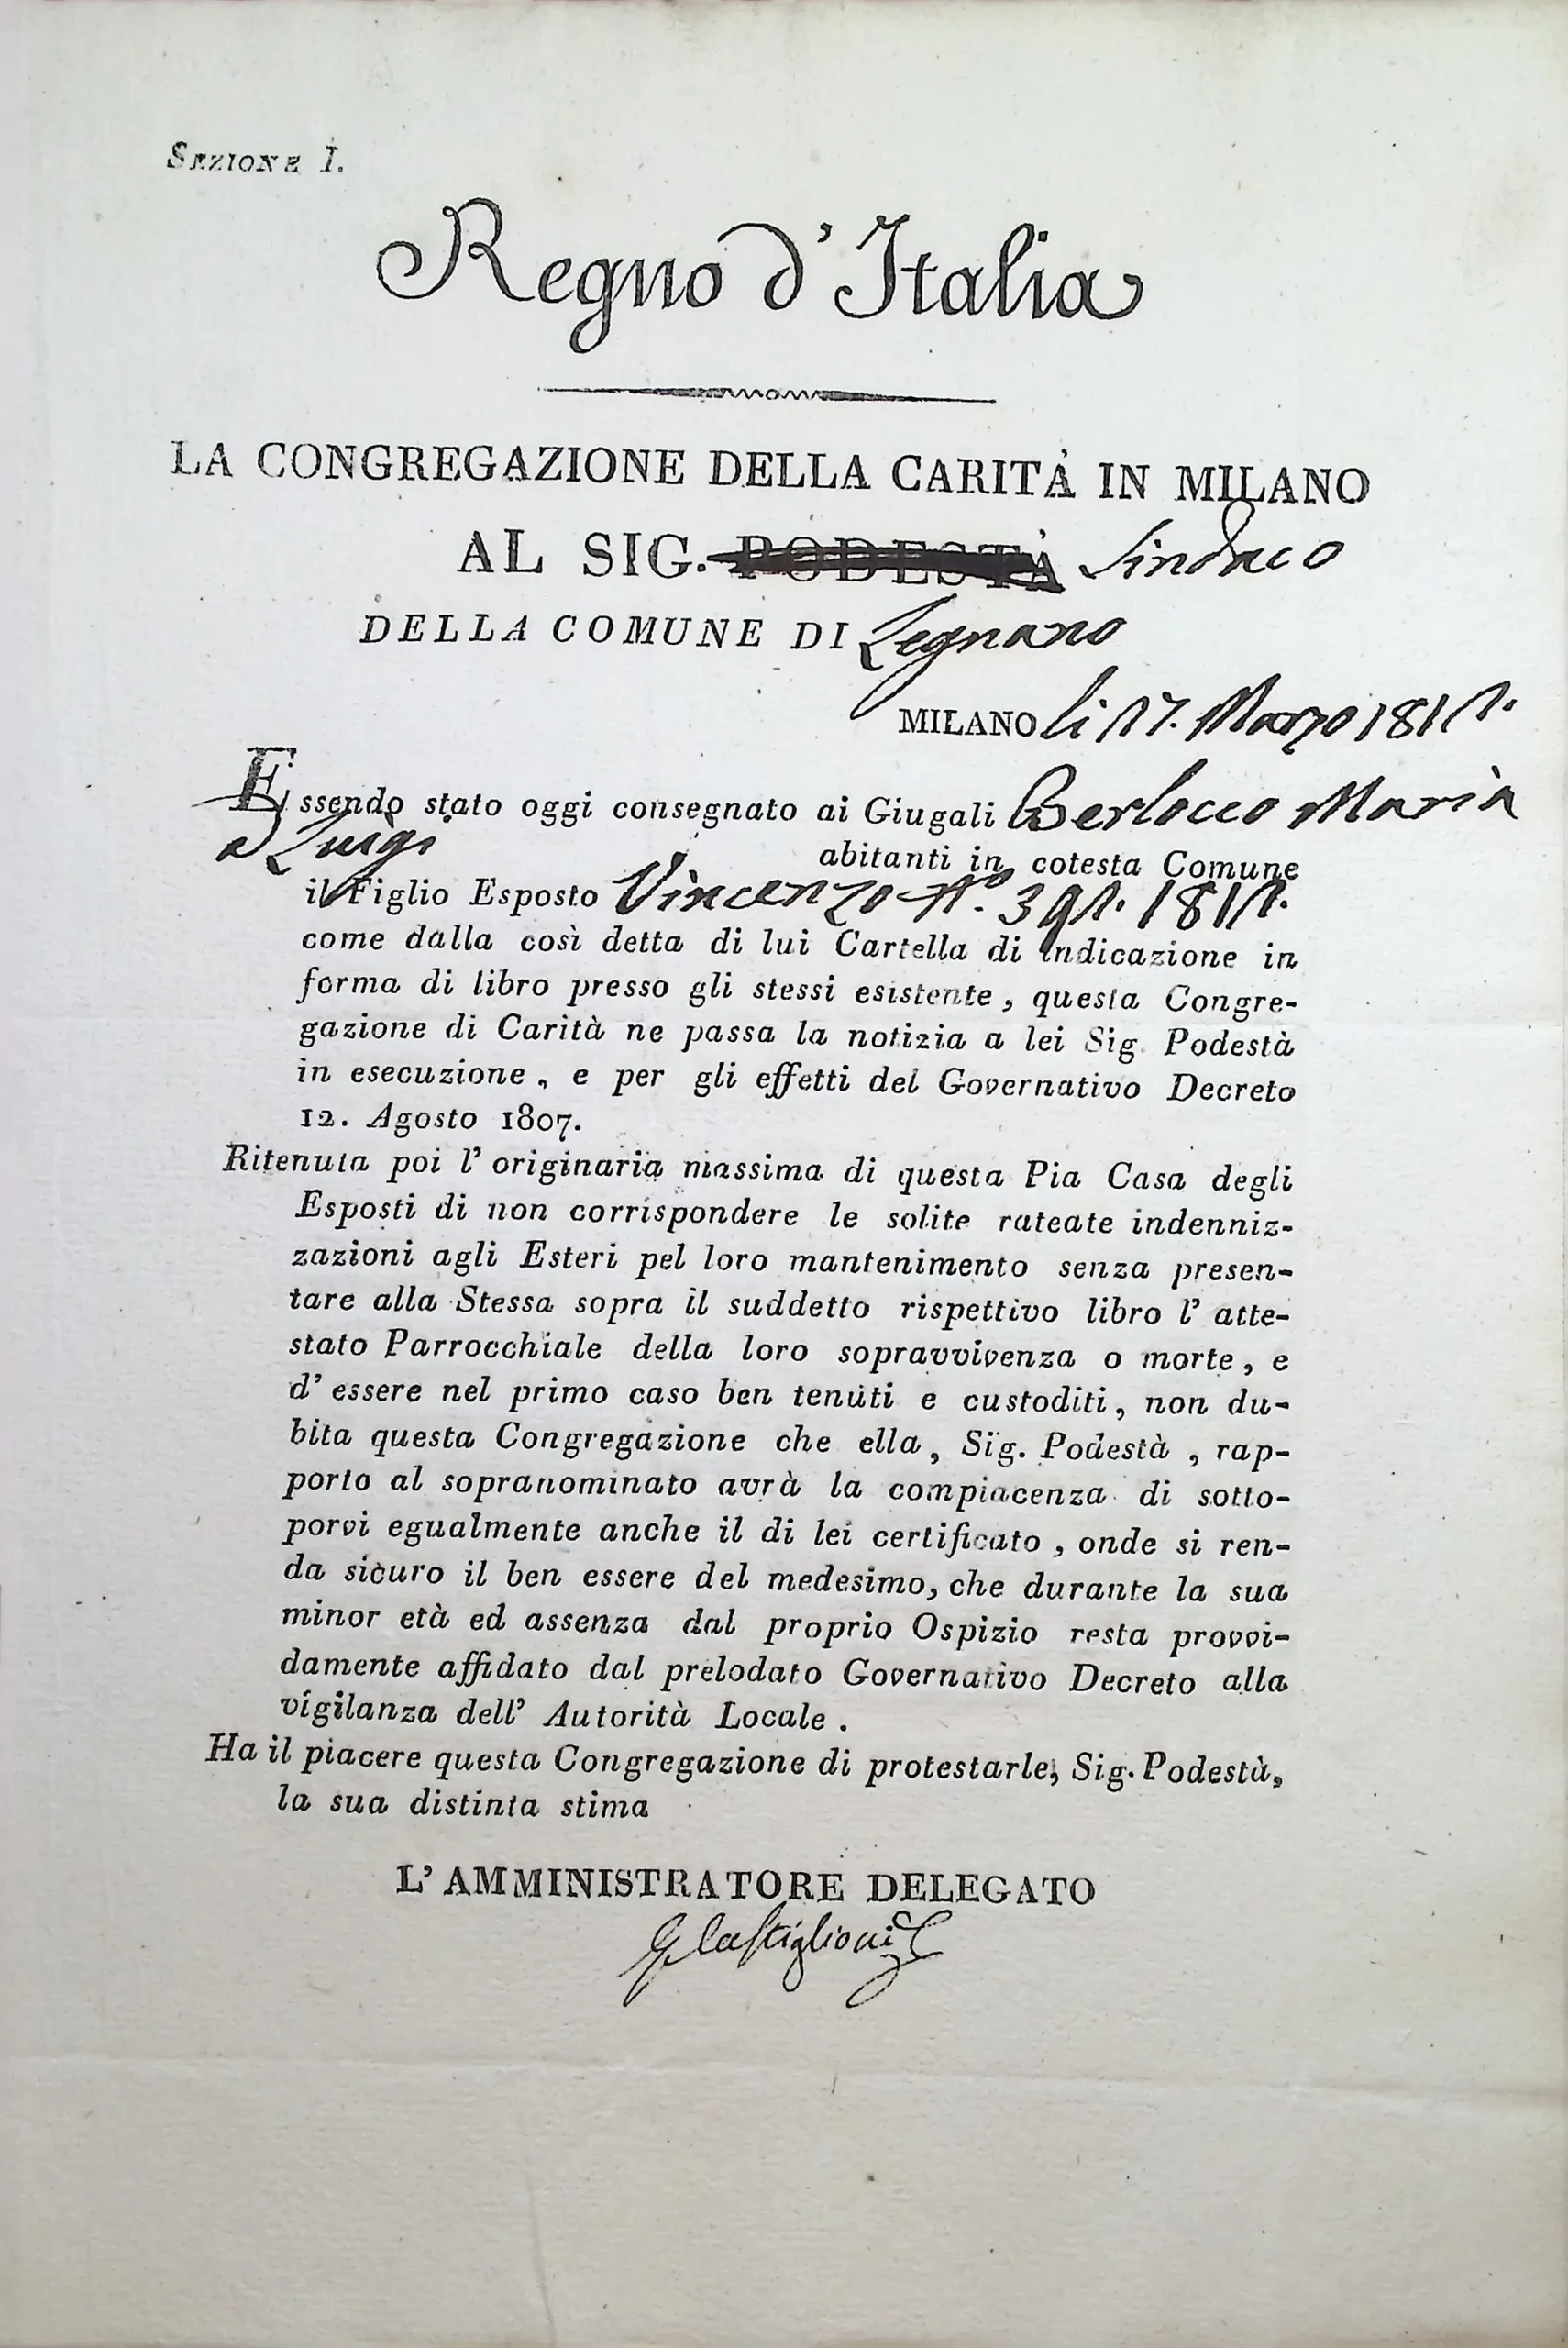 SEZIONE I.
Regno d'Italia
LA CONGREGAZIONE DELLA CARITÀ IN MILANO
AL SIG. PODESTÀ Sindaco
DELLA COMUNE DI Legnano
MILANO li 17. Marzo 1811.
Essendo stato oggi consegnato ai Giugali Berlocco Maria
a Luigi abitanti in cotesta Comune
il Figlio Esposto Vincenzo N.º 391. 1811.
come dalla così detta di lui Cartella di indicazione in
forma di libro presso gli stessi esistente, questa Congre-
gazione di Carità ne passa la notizia a lei Sig. Podestà
in esecuzione, e per gli effetti del Governativo Decreto
12. Agosto 1807.
Ritenuta poi l' originaria massima di questa Pia Casa degli
Esposti di non corrispondere le solite rateate indenniz-
zazioni agli Esteri pel loro mantenimento senza presen-
tare alla Stessa sopra il suddetto rispettivo libro l' atte-
stato Parrocchiale della loro sopravvivenza o morte, e
d' essere nel primo caso ben tenuti e custoditi, non du-
bita questa Congregazione che ella, Sig. Podestà, rap-
porto al sopranominato avrà la compiacenza di sotto-
porvi egualmente anche il di lei certificato, onde si ren-
da sicuro il ben essere del medesimo, che durante la sua
minor età ed assenza dal proprio Ospizio resta provvi-
damente affidato dal prelodato Governativo Decreto alla
vigilanza dell' Autorità Locale.
Ha il piacere questa Congregazione di protestarle, Sig. Podestà,
la sua distinta stima
L' AMMINISTRATORE DELEGATO
G Castiglioni